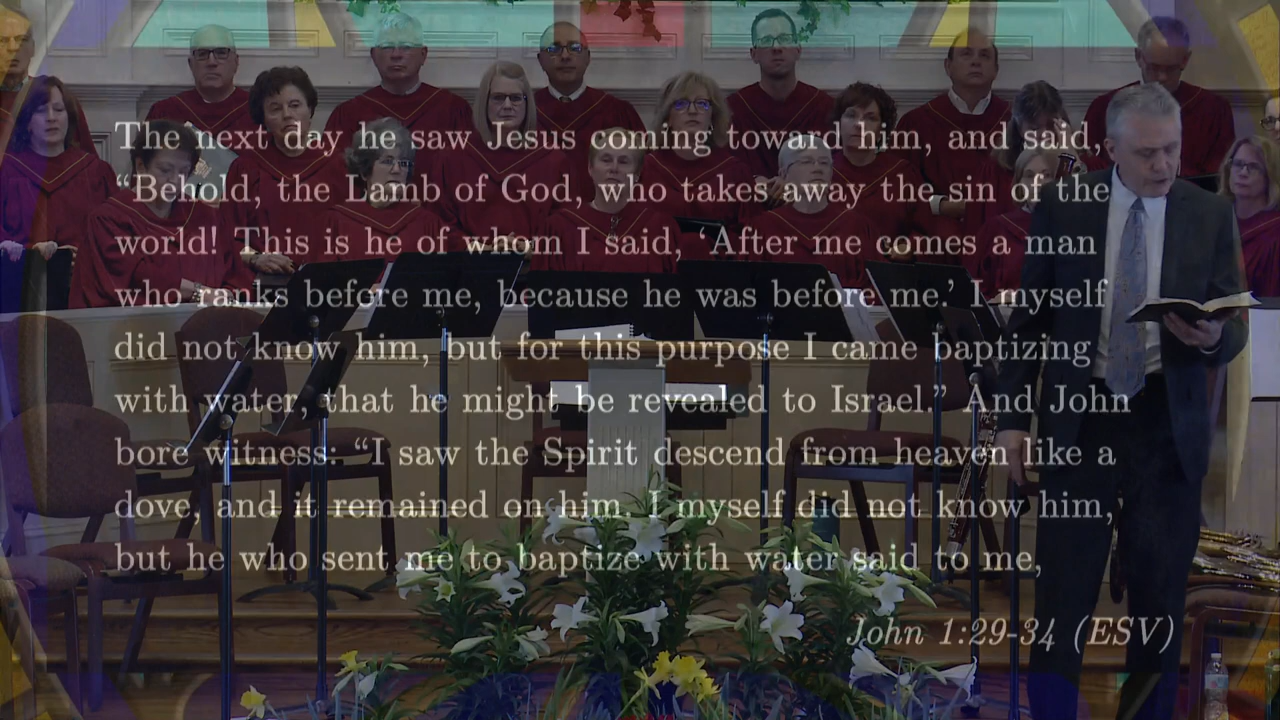 The next day he saw Jesus coming toward him, and said,
“Behold, the Lamb of God, who takes away the sin of the
world! This is he of whom I said, ‘After me comes a man
who ranks before me, because he was before me.’ I myself
did not know him, but for this purpose I came baptizing
with water, that he might be revealed to Israel.” And John
bore witness: “I saw the Spirit descend from heaven like a
dove, and it remained on him. I myself did not know him,
but he who sent me to baptize with water said to me,
John 1:29-34 (ESV)